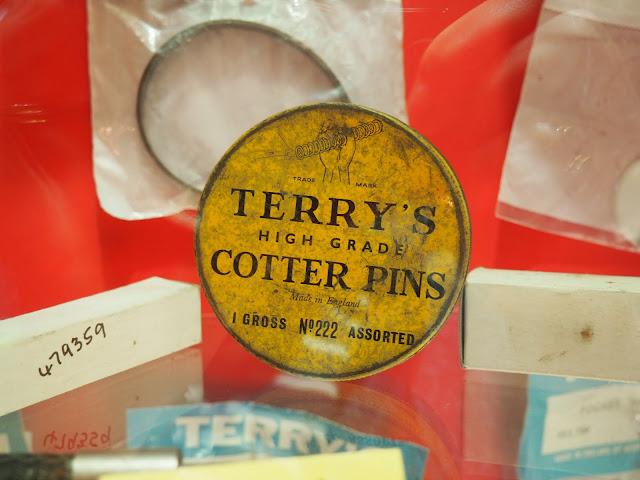 TRADE MARK
TERRY'S
HIGH GRADE
COTTER PINS
Made in England
1 GROSS Nº222 ASSORTED
479359
TERRY'S